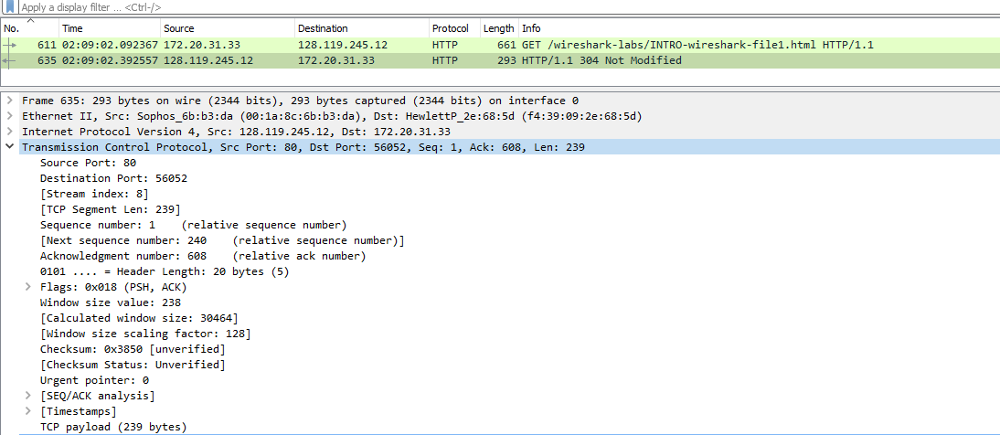 Apply a display filter ... <Ctrl-/>
No. Time Source Destination Protocol Length Info
611 02:09:02.092367 172.20.31.33 128.119.245.12 HTTP 661 GET /wireshark-labs/INTRO-wireshark-file1.html HTTP/1.1
635 02:09:02.392557 128.119.245.12 172.20.31.33 HTTP 293 HTTP/1.1 304 Not Modified
Frame 635: 293 bytes on wire (2344 bits), 293 bytes captured (2344 bits) on interface 0
Ethernet II, Src: Sophos_6b:b3:da (00:1a:8c:6b:b3:da), Dst: HewlettP_2e:68:5d (f4:39:09:2e:68:5d)
Internet Protocol Version 4, Src: 128.119.245.12, Dst: 172.20.31.33
Transmission Control Protocol, Src Port: 80, Dst Port: 56052, Seq: 1, Ack: 608, Len: 239
Source Port: 80
Destination Port: 56052
[Stream index: 8]
[TCP Segment Len: 239]
Sequence number: 1    (relative sequence number)
[Next sequence number: 240    (relative sequence number)]
Acknowledgment number: 608    (relative ack number)
0101 .... = Header Length: 20 bytes (5)
Flags: 0x018 (PSH, ACK)
Window size value: 238
[Calculated window size: 30464]
[Window size scaling factor: 128]
Checksum: 0x3850 [unverified]
[Checksum Status: Unverified]
Urgent pointer: 0
[SEQ/ACK analysis]
[Timestamps]
TCP payload (239 bytes)